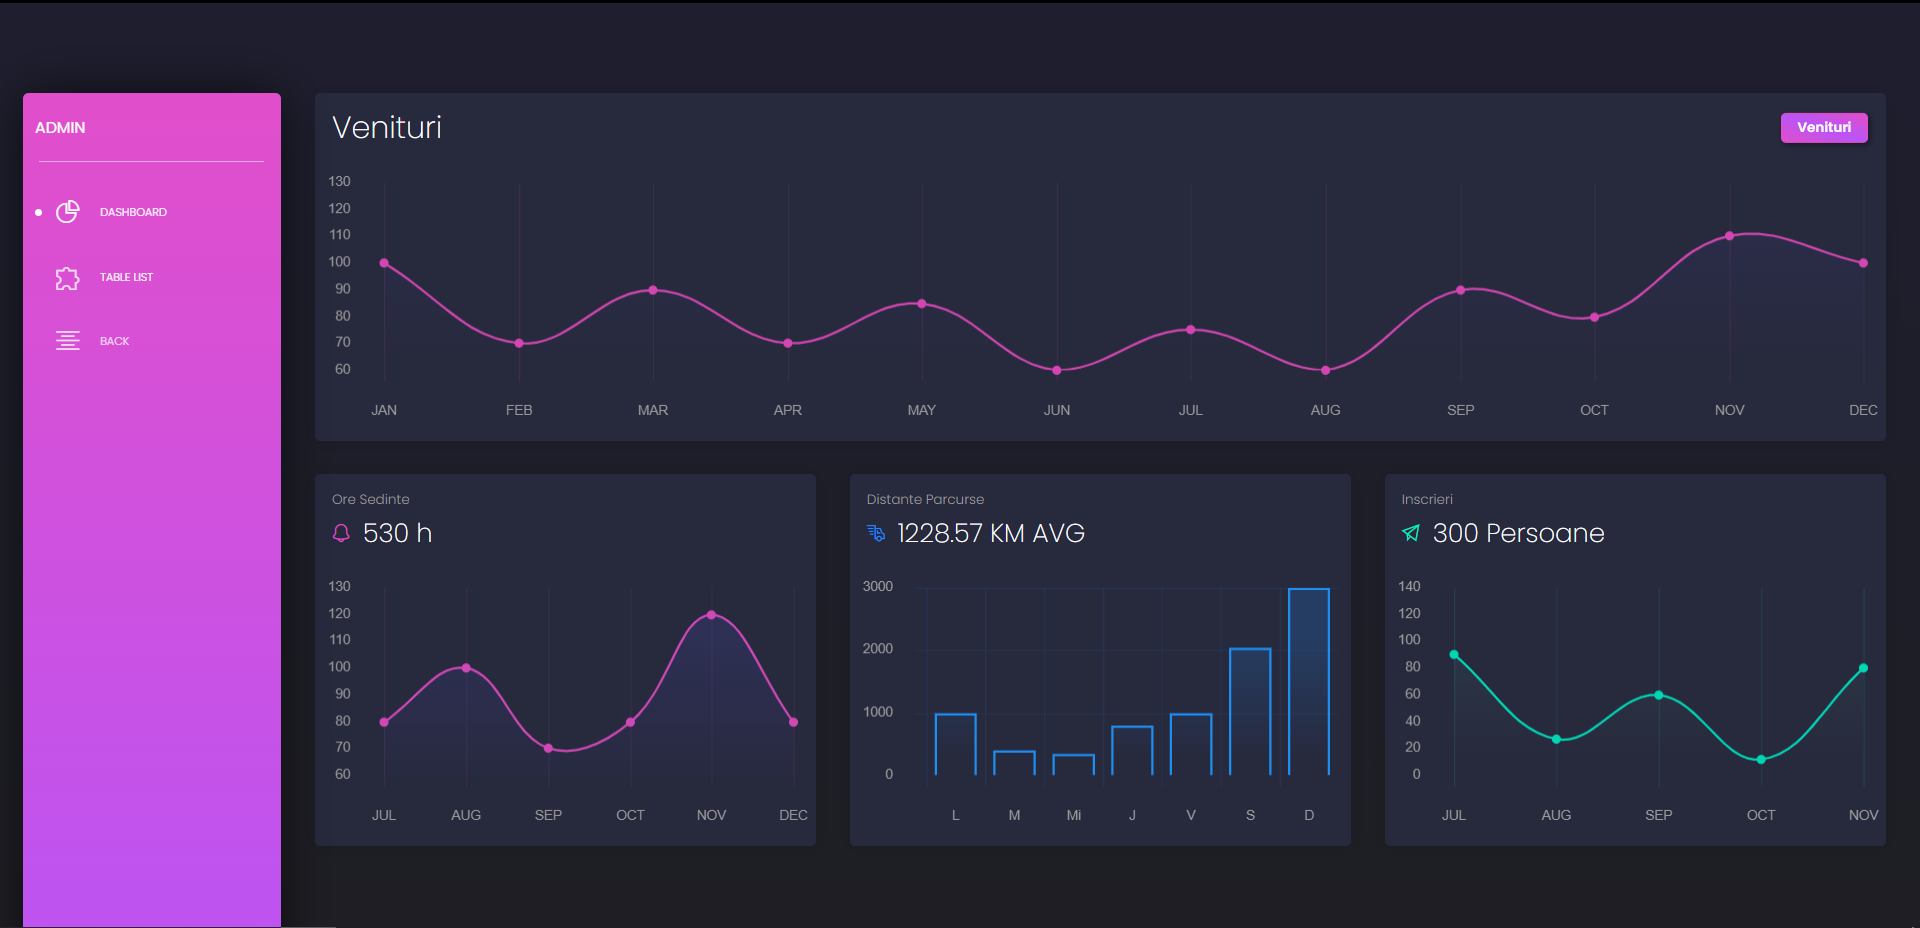 ADMIN
DASHBOARD
TABLE LIST
BACK
Venituri
Venituri
130
120
110
100
90
80
70
60
JAN FEB MAR APR MAY JUN JUL AUG SEP OCT NOV DEC
Ore Sedinte
530 h
130
120
110
100
90
80
70
60
JUL AUG SEP OCT NOV DEC
Distante Parcurse
1228.57 KM AVG
3000
2000
1000
0
L M Mi J V S D
Inscrieri
300 Persoane
140
120
100
80
60
40
20
0
JUL AUG SEP OCT NOV